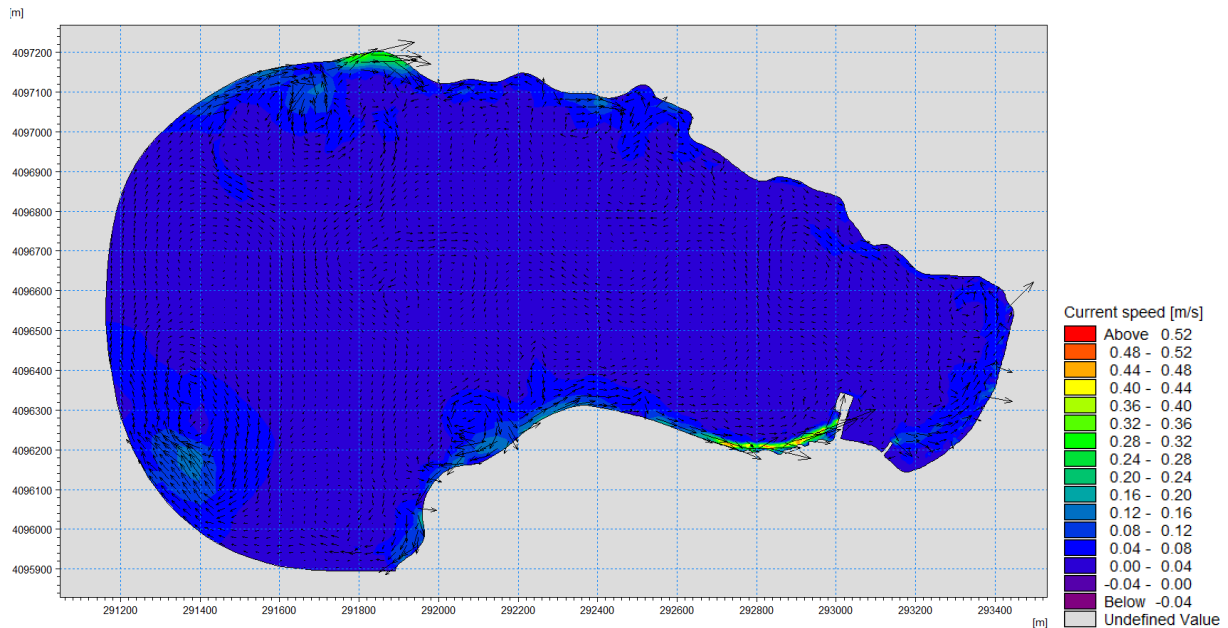 [m]
4097200
4097100
4097000
4096900
4096800
4096700
4096600
4096500
4096400
4096300
4096200
4096100
4096000
4095900
291200 291400 291600 291800 292000 292200 292400 292600 292800 293000 293200 293400
[m]
Current speed [m/s]
Above 0.52
0.48 - 0.52
0.44 - 0.48
0.40 - 0.44
0.36 - 0.40
0.32 - 0.36
0.28 - 0.32
0.24 - 0.28
0.20 - 0.24
0.16 - 0.20
0.12 - 0.16
0.08 - 0.12
0.04 - 0.08
0.00 - 0.04
-0.04 - 0.00
Below -0.04
Undefined Value